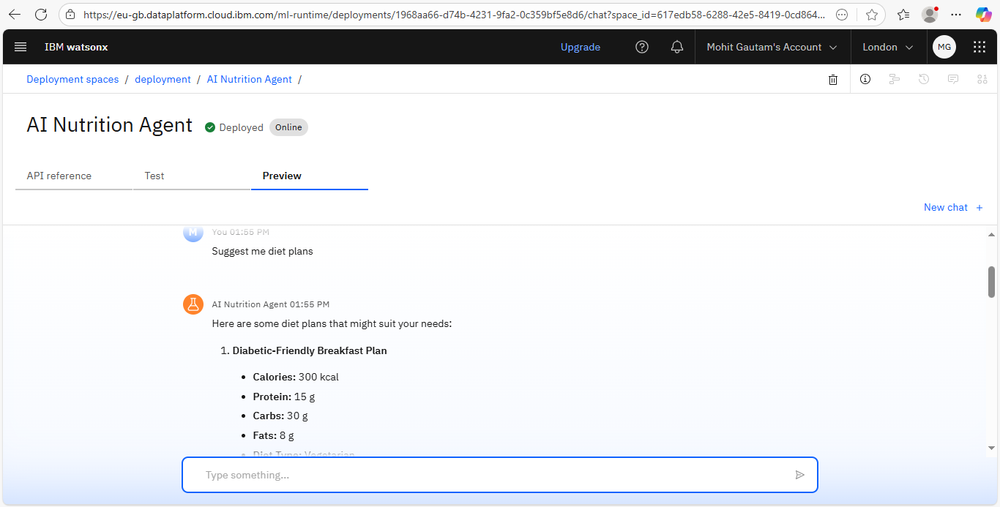 https://eu-gb.dataplatform.cloud.ibm.com/ml-runtime/deployments/1968aa66-d74b-4231-9fa2-0c359bf5e8d6/chat?space_id=617edb58-6288-42e5-8419-0cd864...
IBM watsonx
Upgrade
Mohit Gautam's Account
London
MG
Deployment spaces / deployment / AI Nutrition Agent /
AI Nutrition Agent Deployed Online
API reference Test Preview
New chat +
M You 01:55 PM
Suggest me diet plans
AI Nutrition Agent 01:55 PM
Here are some diet plans that might suit your needs:
1. Diabetic-Friendly Breakfast Plan
• Calories: 300 kcal
• Protein: 15 g
• Carbs: 30 g
• Fats: 8 g
• Diet Type: Vegetarian
Type something...